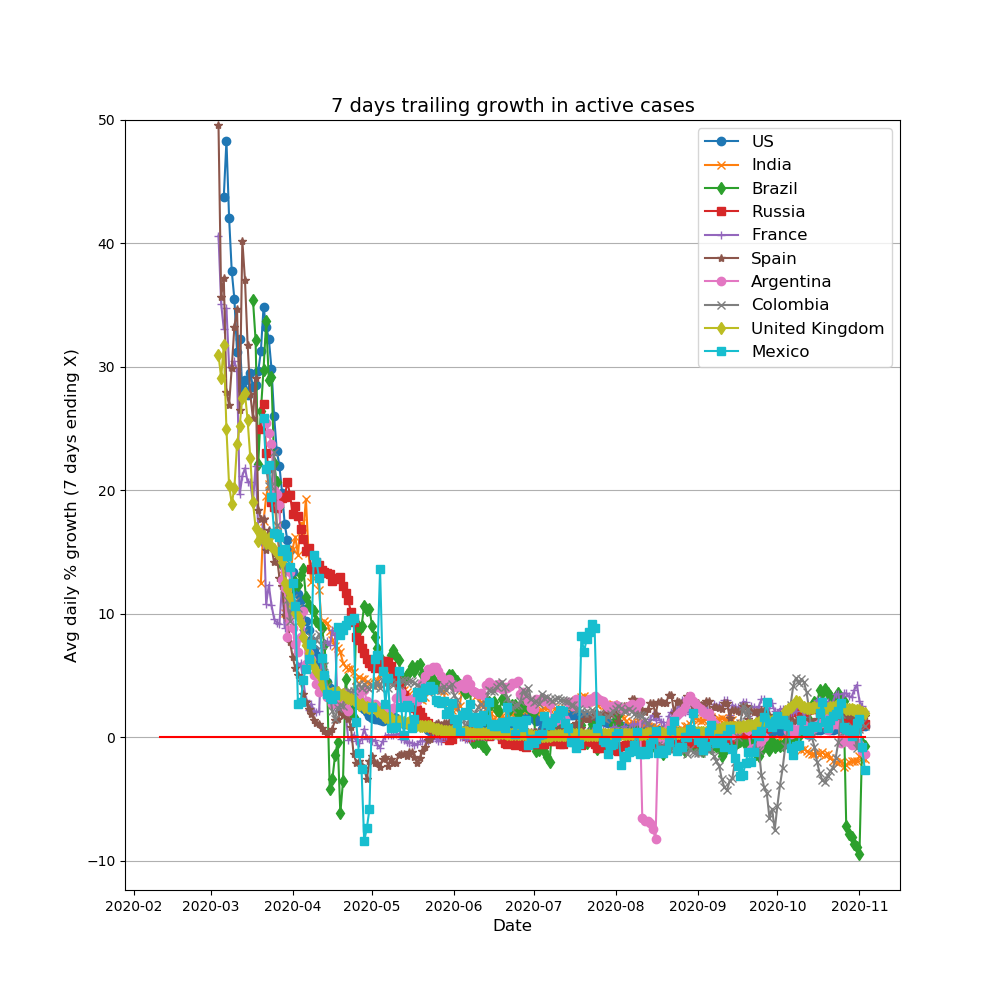 7 days trailing growth in active cases
50
40
30
20
10
0
−10
Avg daily % growth (7 days ending X)
US
India
Brazil
Russia
France
Spain
Argentina
Colombia
United Kingdom
Mexico
2020-02 2020-03 2020-04 2020-05 2020-06 2020-07 2020-08 2020-09 2020-10 2020-11
Date